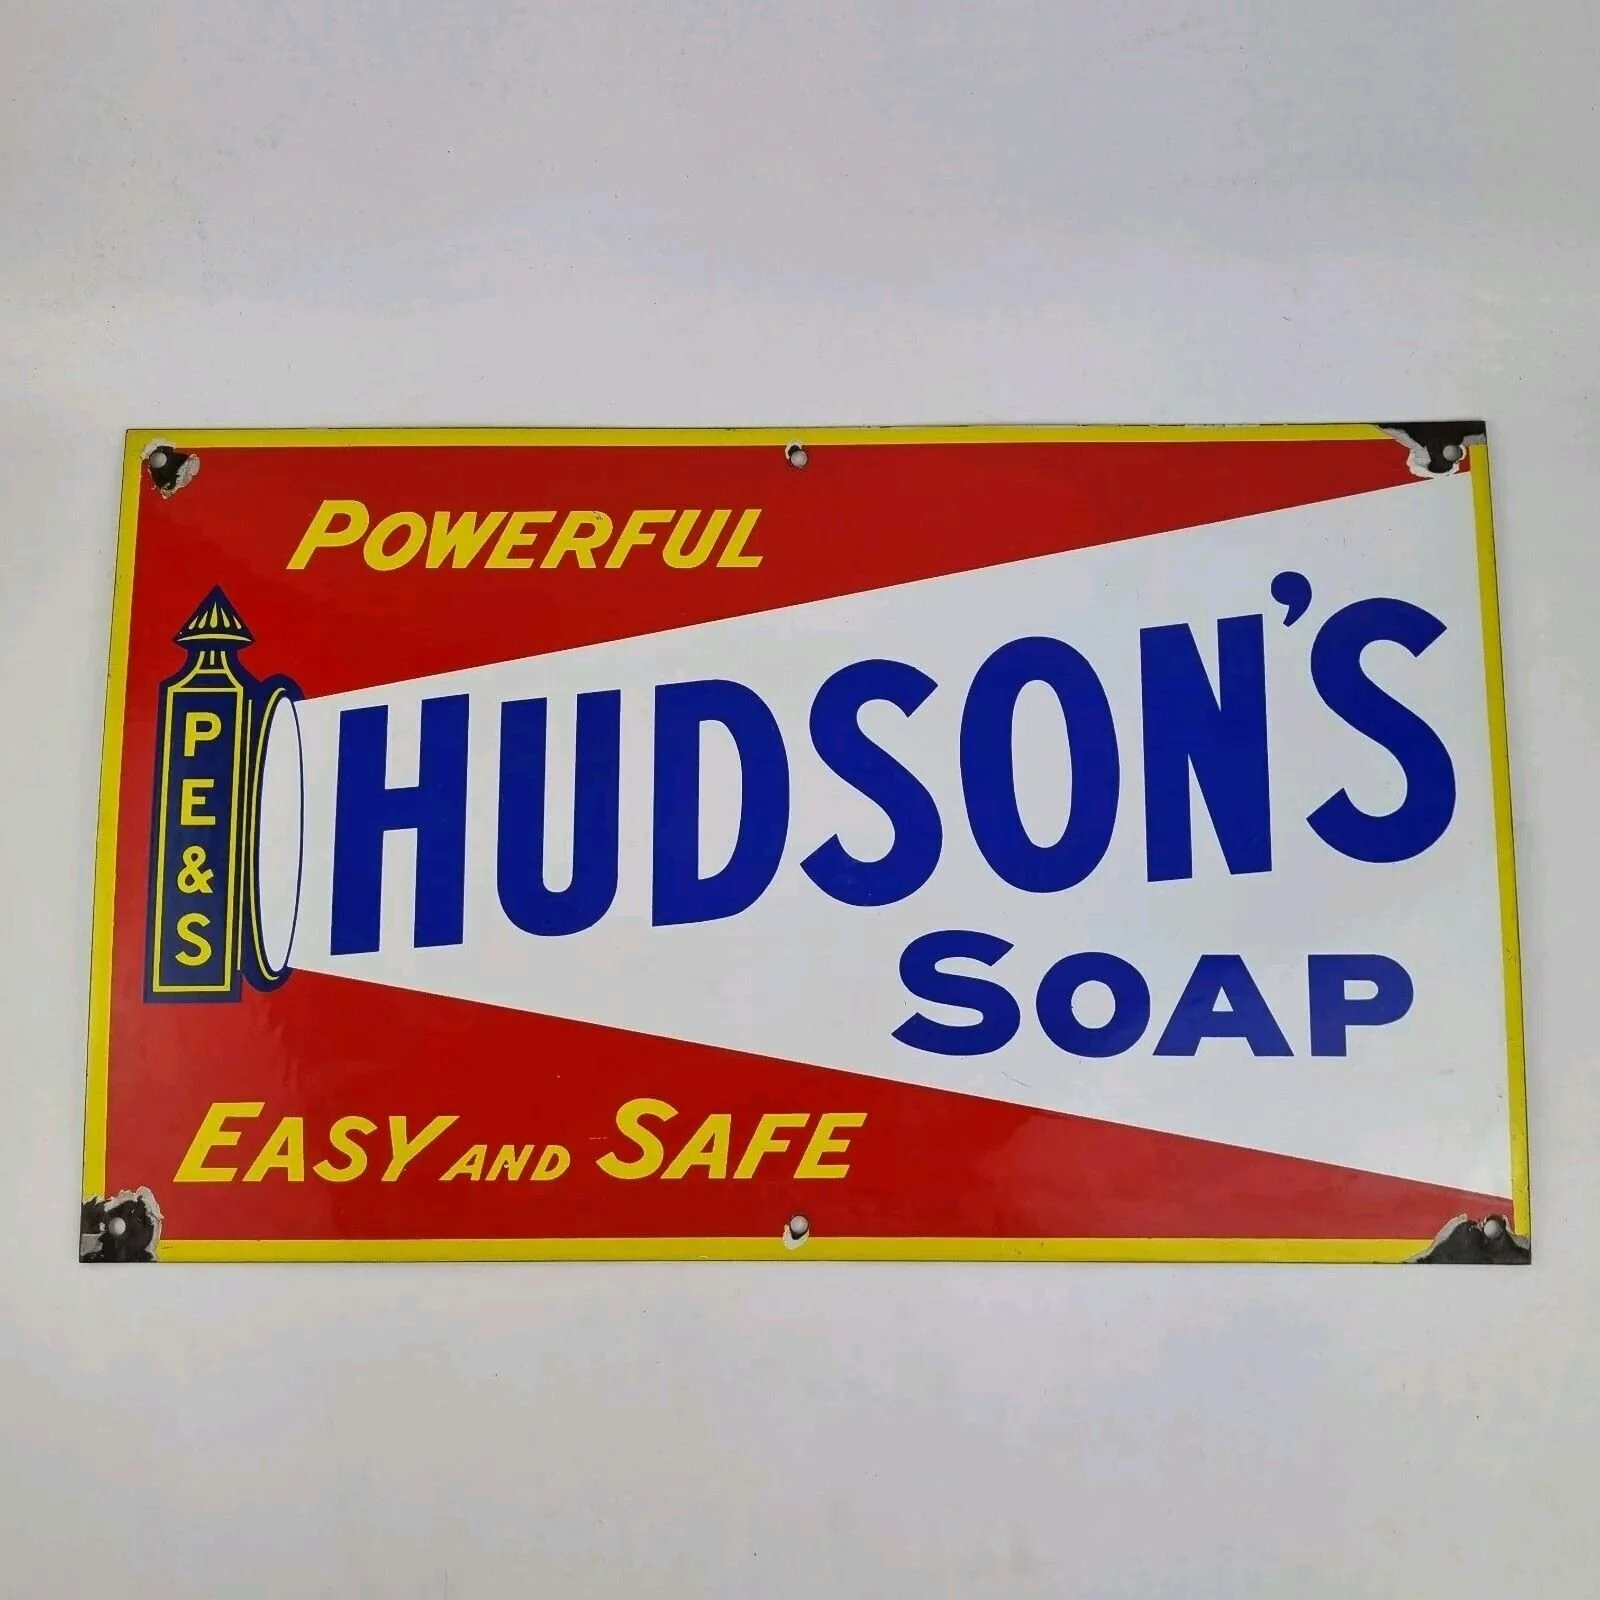 POWERFUL
PE&S
HUDSON'S
SOAP
EASY AND SAFE